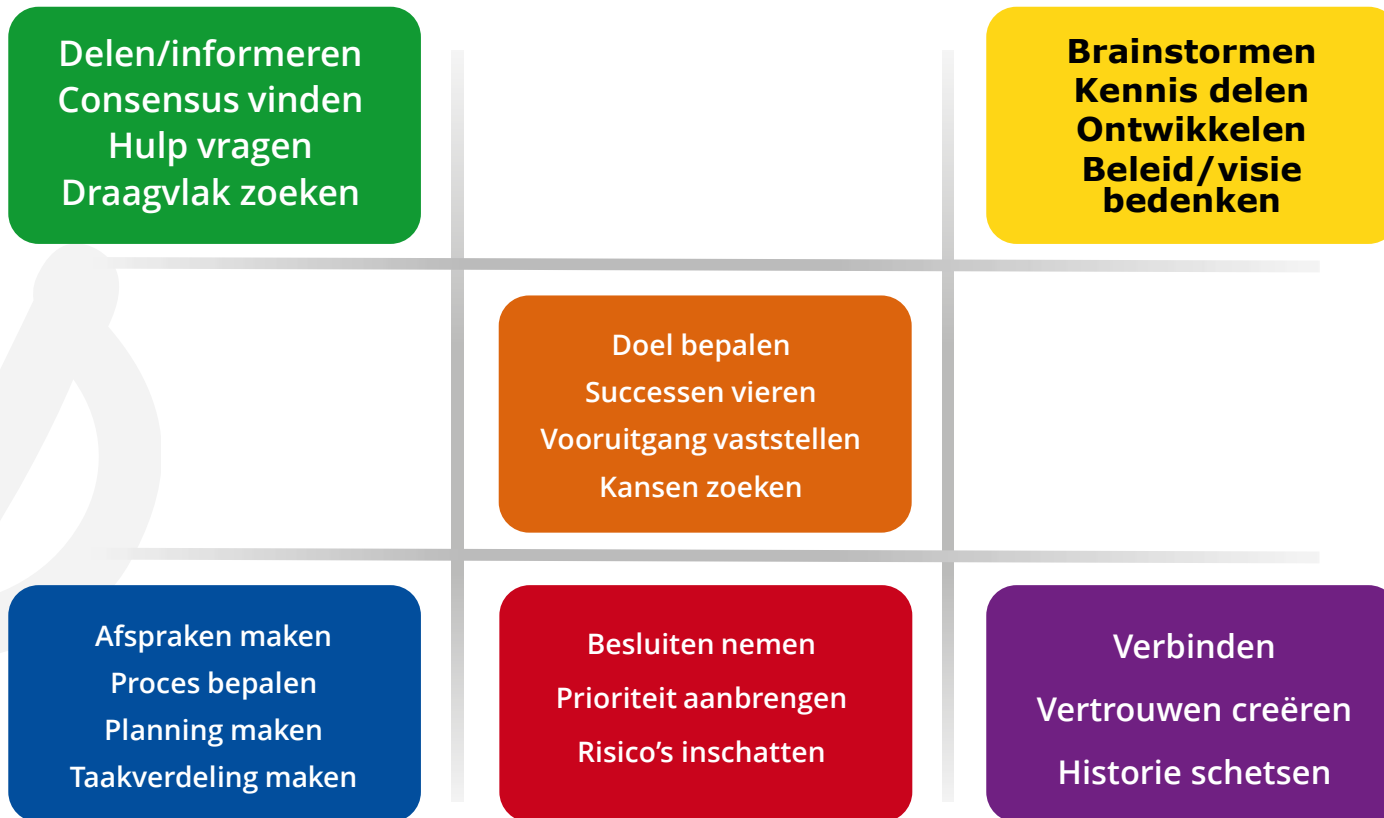 Delen/informeren
Consensus vinden
Hulp vragen
Draagvlak zoeken
Brainstormen
Kennis delen
Ontwikkelen
Beleid/visie
bedenken
Doel bepalen
Successen vieren
Vooruitgang vaststellen
Kansen zoeken
Afspraken maken
Proces bepalen
Planning maken
Taakverdeling maken
Besluiten nemen
Prioriteit aanbrengen
Risico’s inschatten
Verbinden
Vertrouwen creëren
Historie schetsen